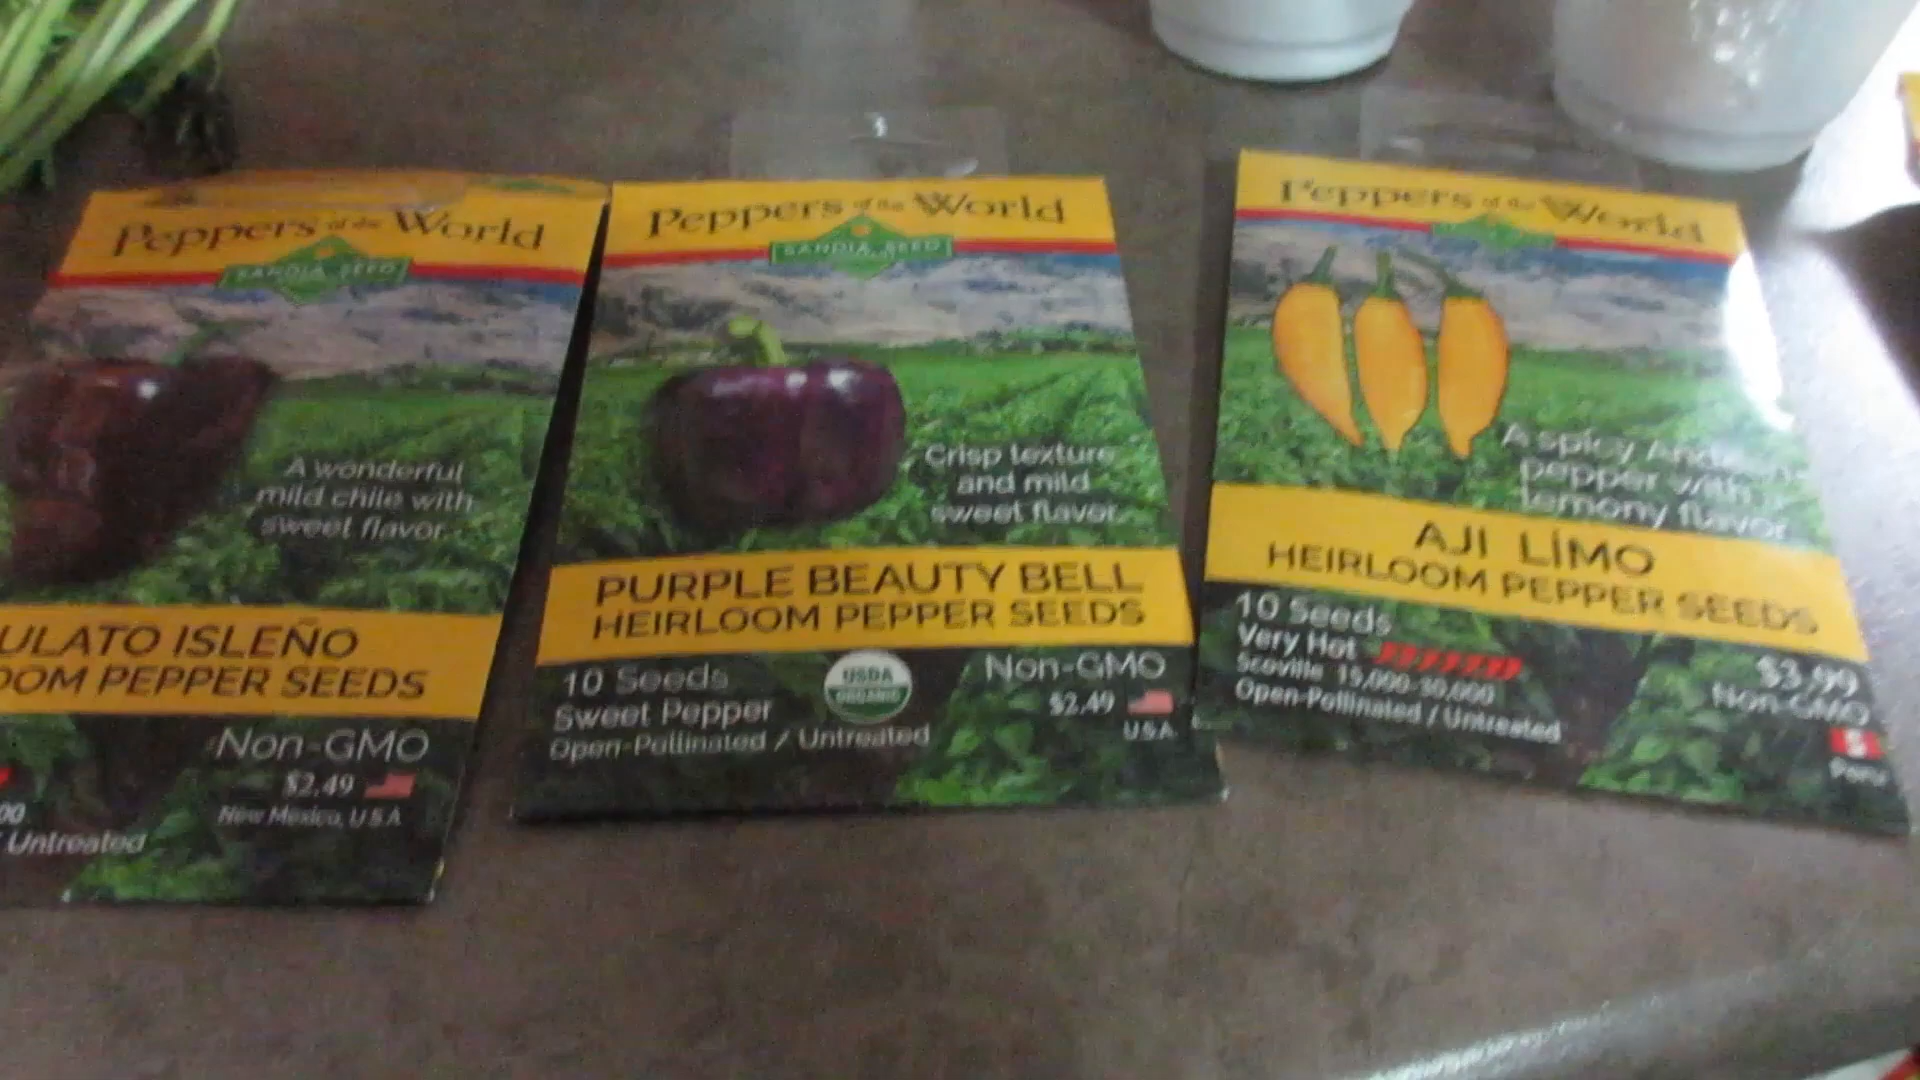 Peppers of the World
SANDIA SEED
A wonderful
mild chile with
sweet flavor.
ULATO ISLEÑO
OOM PEPPER SEEDS
Non-GMO
$2.49
00
New Mexico, U.S.A
/ Untreated
Peppers of the World
SANDIA SEED
Crisp texture
and mild
sweet flavor.
PURPLE BEAUTY BELL
HEIRLOOM PEPPER SEEDS
10 Seeds
Sweet Pepper
Open-Pollinated / Untreated
USDA
ORGANIC
Non-GMO
$2.49
U.S.A.
Peppers of the World
A spicy
pepper with
lemony flavor
AJI LÍMO
HEIRLOOM PEPPER SEEDS
10 Seeds
Very Hot
Scoville 15,000-30,000
Open-Pollinated / Untreated
$3.99
Non-GMO
Peru